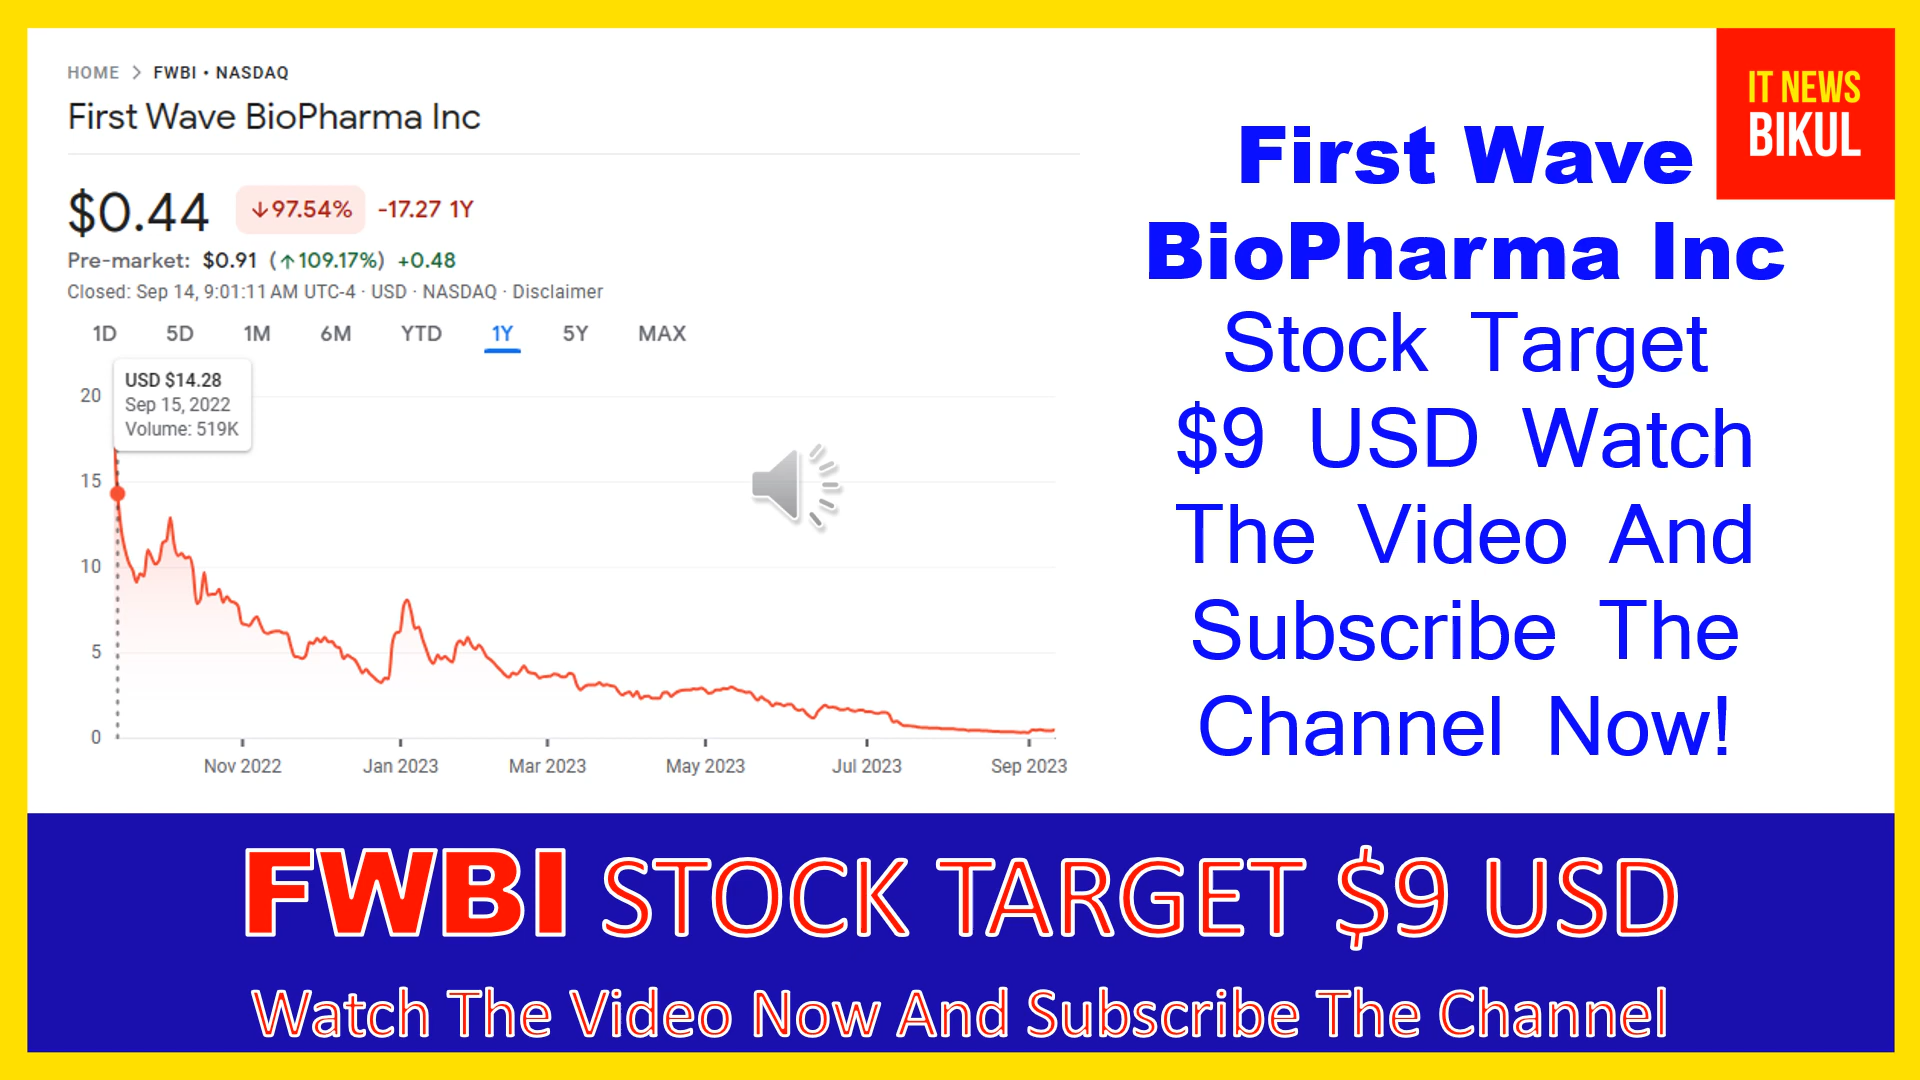 HOME > FWBI • NASDAQ
First Wave BioPharma Inc
$0.44 ↓97.54% -17.27 1Y
Pre-market: $0.91 (↑109.17%) +0.48
Closed: Sep 14, 9:01:11 AM UTC-4 · USD · NASDAQ · Disclaimer
1D 5D 1M 6M YTD 1Y 5Y MAX
USD $14.28
Sep 15, 2022
Volume: 519K
20
15
10
5
0
Nov 2022 Jan 2023 Mar 2023 May 2023 Jul 2023 Sep 2023
IT NEWS
BIKUL
First Wave
BioPharma Inc
Stock Target
$9 USD Watch
The Video And
Subscribe The
Channel Now!
FWBI STOCK TARGET $9 USD
Watch The Video Now And Subscribe The Channel